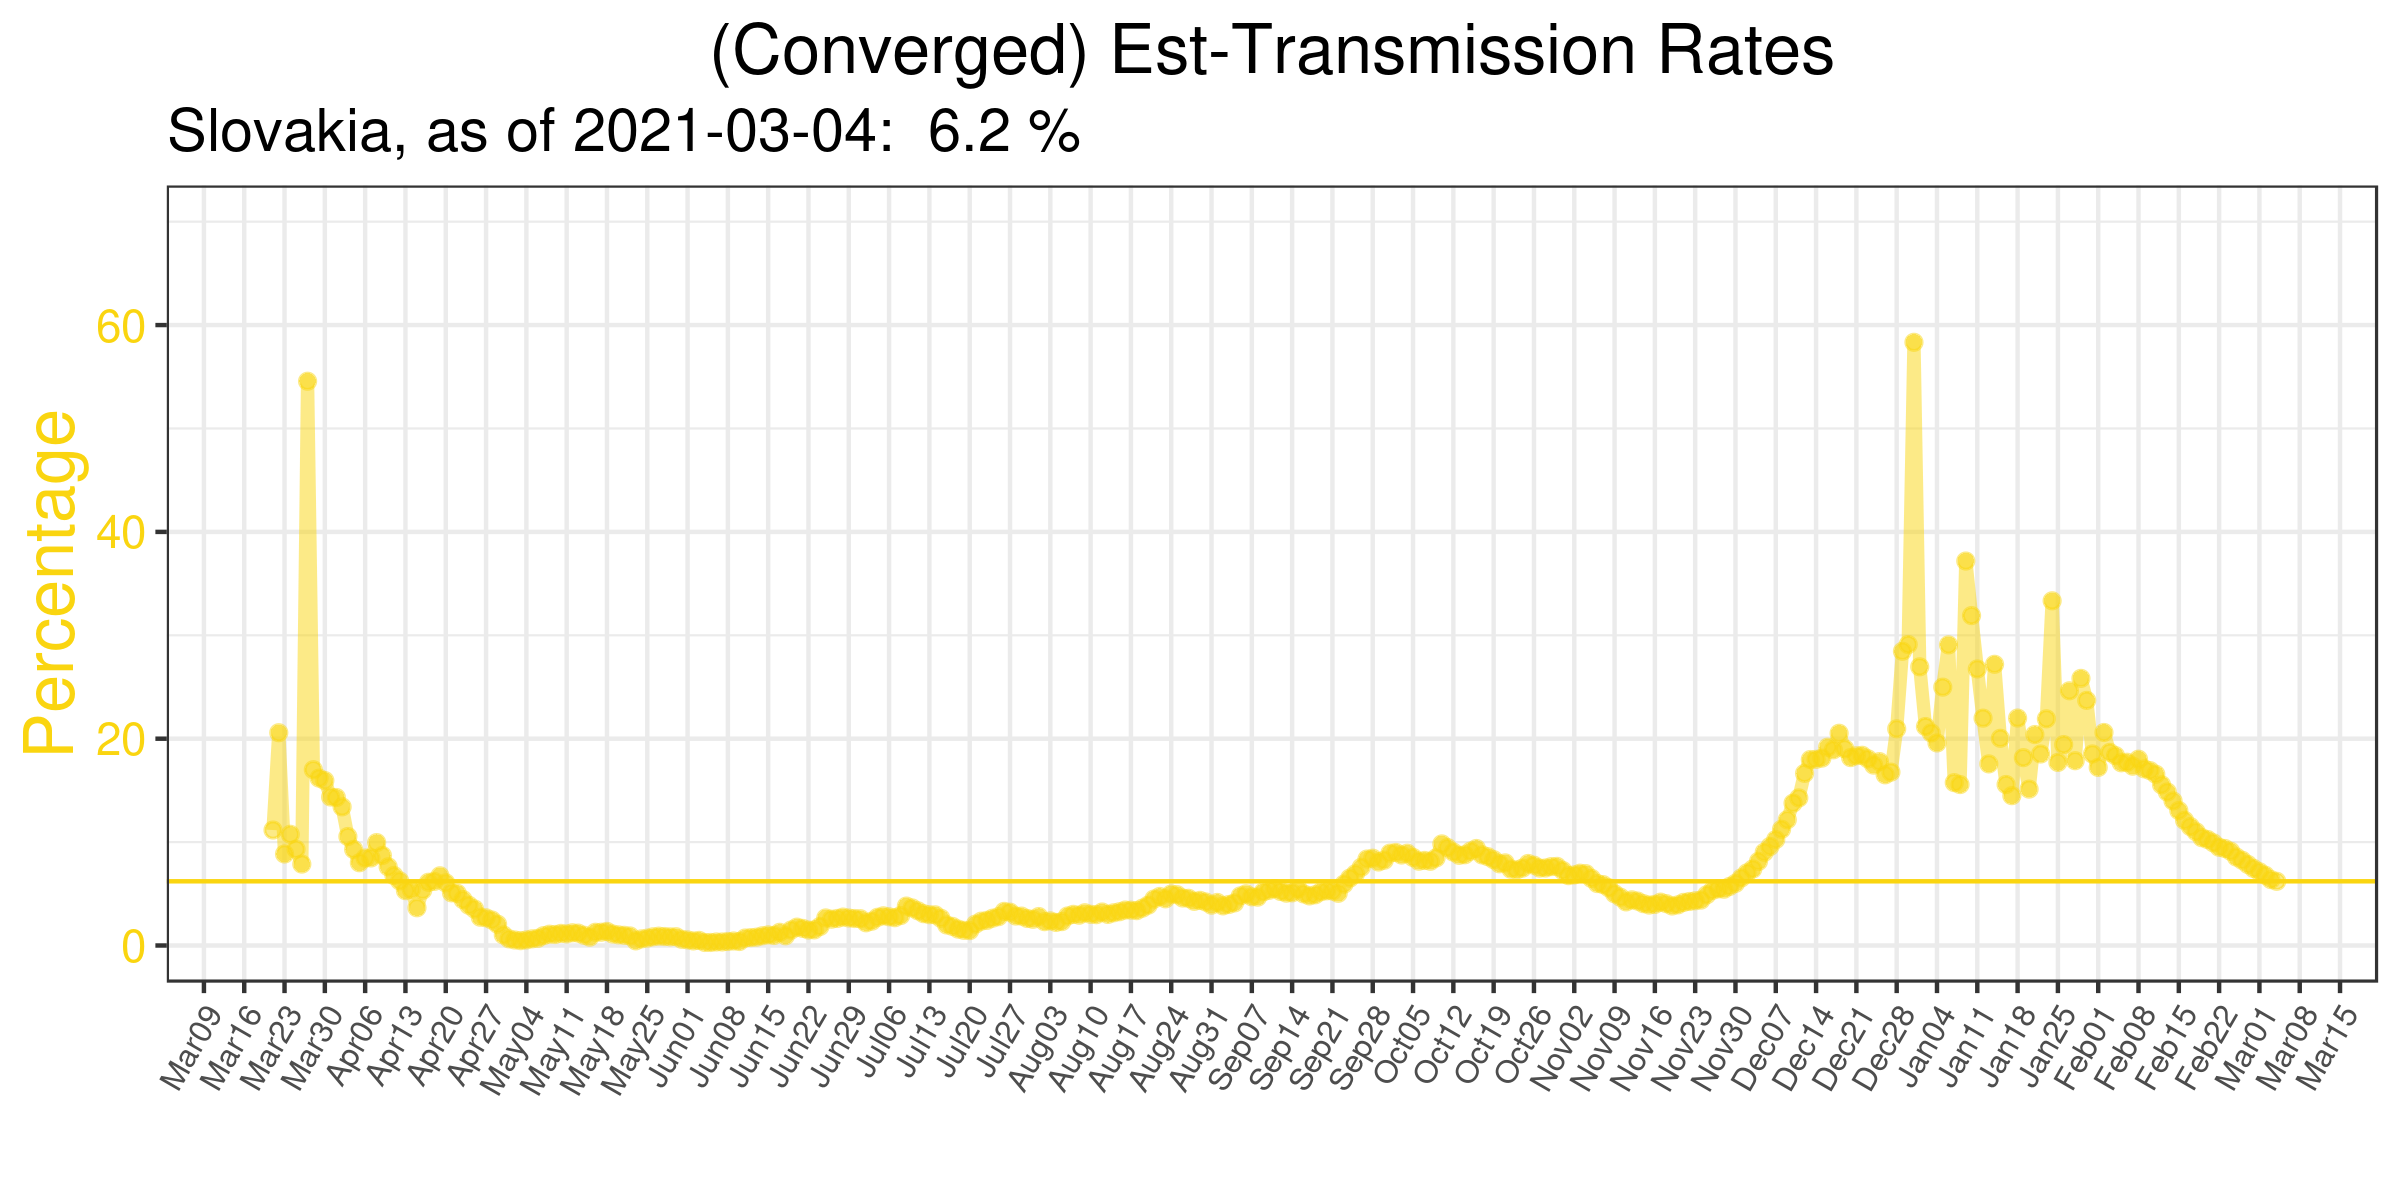 (Converged) Est-Transmission Rates
Slovakia, as of 2021-03-04:  6.2 %
Percentage
60
40
20
0
Mar09
Mar16
Mar23
Mar30
Apr06
Apr13
Apr20
Apr27
May04
May11
May18
May25
Jun01
Jun08
Jun15
Jun22
Jun29
Jul06
Jul13
Jul20
Jul27
Aug03
Aug10
Aug17
Aug24
Aug31
Sep07
Sep14
Sep21
Sep28
Oct05
Oct12
Oct19
Oct26
Nov02
Nov09
Nov16
Nov23
Nov30
Dec07
Dec14
Dec21
Dec28
Jan04
Jan11
Jan18
Jan25
Feb01
Feb08
Feb15
Feb22
Mar01
Mar08
Mar15